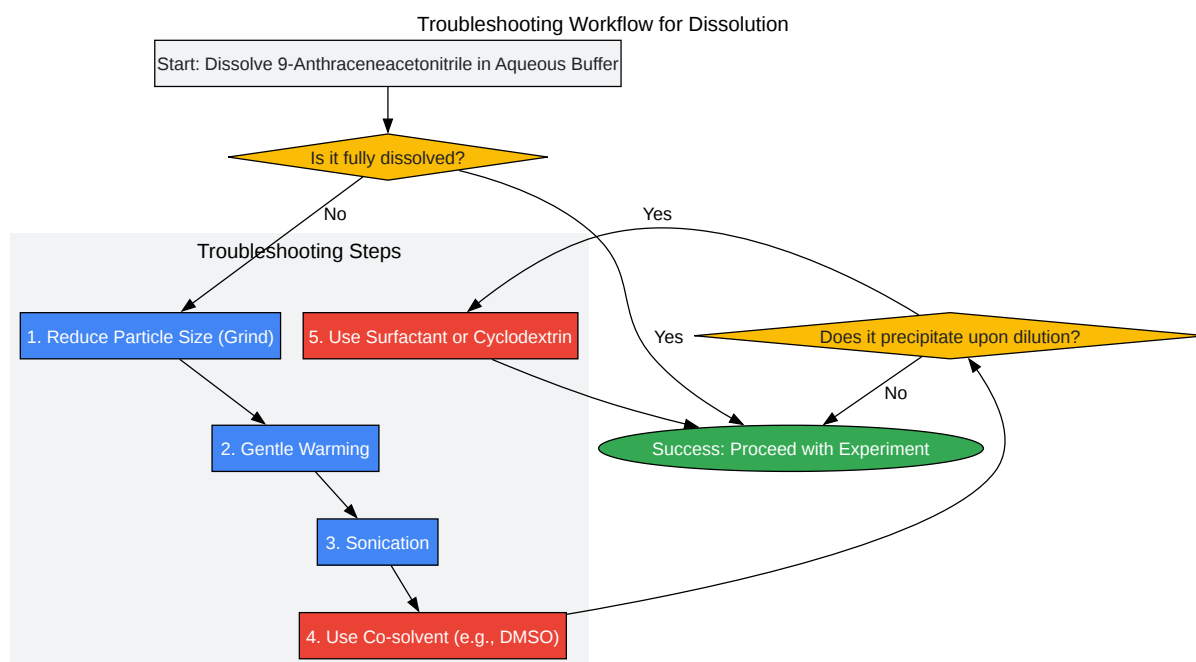 Troubleshooting Workflow for Dissolution
Start: Dissolve 9-Anthraceneacetonitrile in Aqueous Buffer
Is it fully dissolved?
No
Yes
Troubleshooting Steps
1. Reduce Particle Size (Grind)
5. Use Surfactant or Cyclodextrin
Yes
Does it precipitate upon dilution?
No
2. Gentle Warming
Success: Proceed with Experiment
3. Sonication
4. Use Co-solvent (e.g., DMSO)